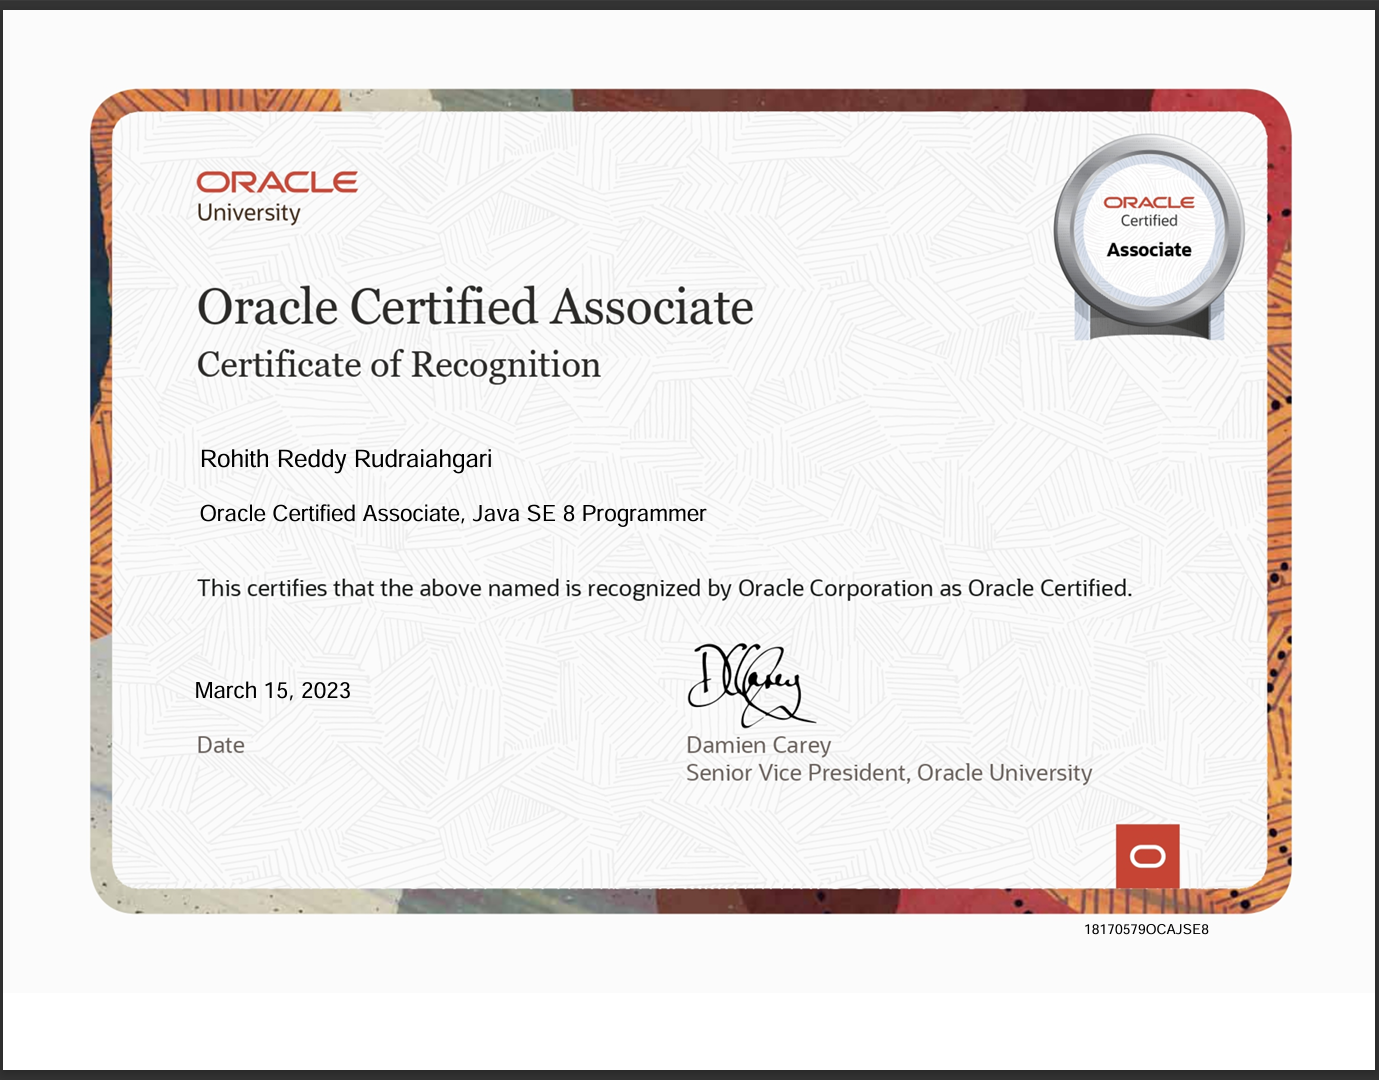 ORACLE
University
ORACLE
Certified
Associate
Oracle Certified Associate
Certificate of Recognition
Rohith Reddy Rudraiahgari
Oracle Certified Associate, Java SE 8 Programmer
This certifies that the above named is recognized by Oracle Corporation as Oracle Certified.
March 15, 2023
Date
DCCarey
Damien Carey
Senior Vice President, Oracle University
18170579OCAJSE8